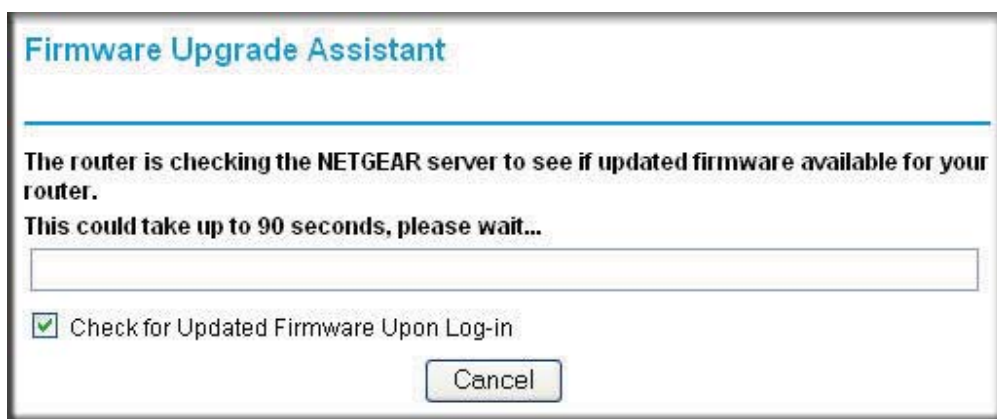 Firmware Upgrade Assistant
The router is checking the NETGEAR server to see if updated firmware available for your
router.
This could take up to 90 seconds, please wait...
Check for Updated Firmware Upon Log-in
Cancel